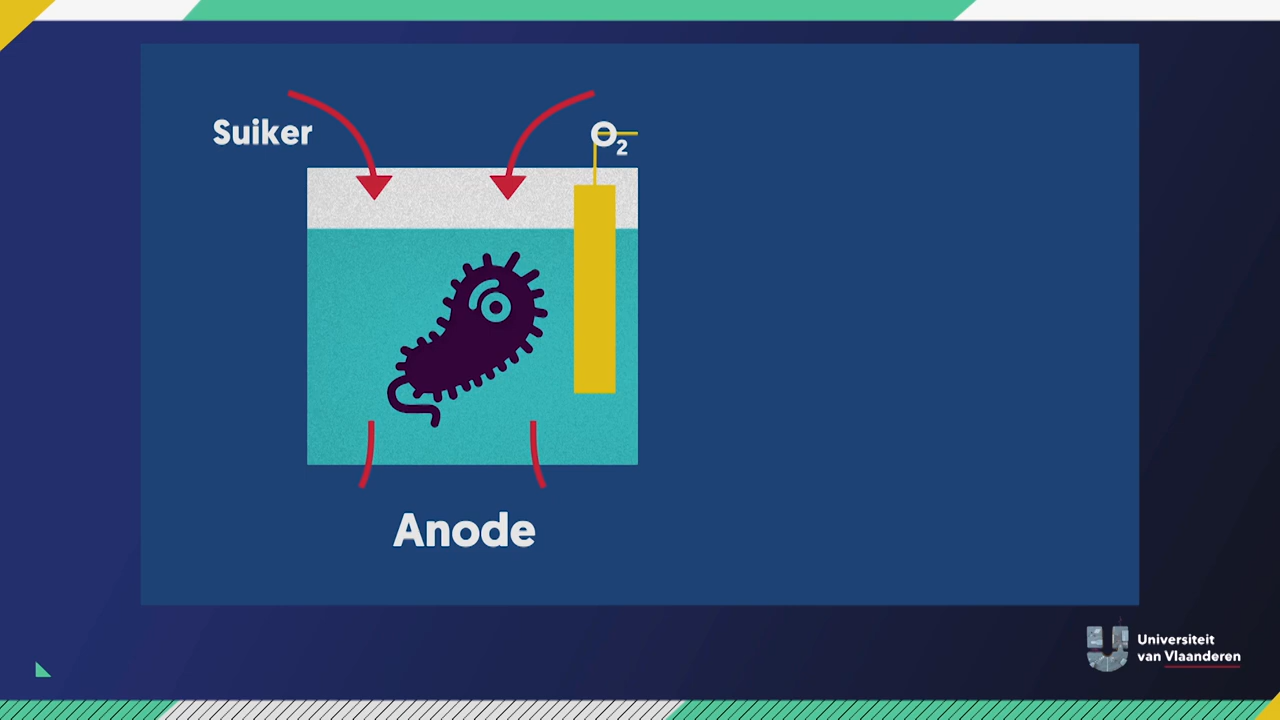 Suiker
O₂
Anode
Universiteit
van Vlaanderen